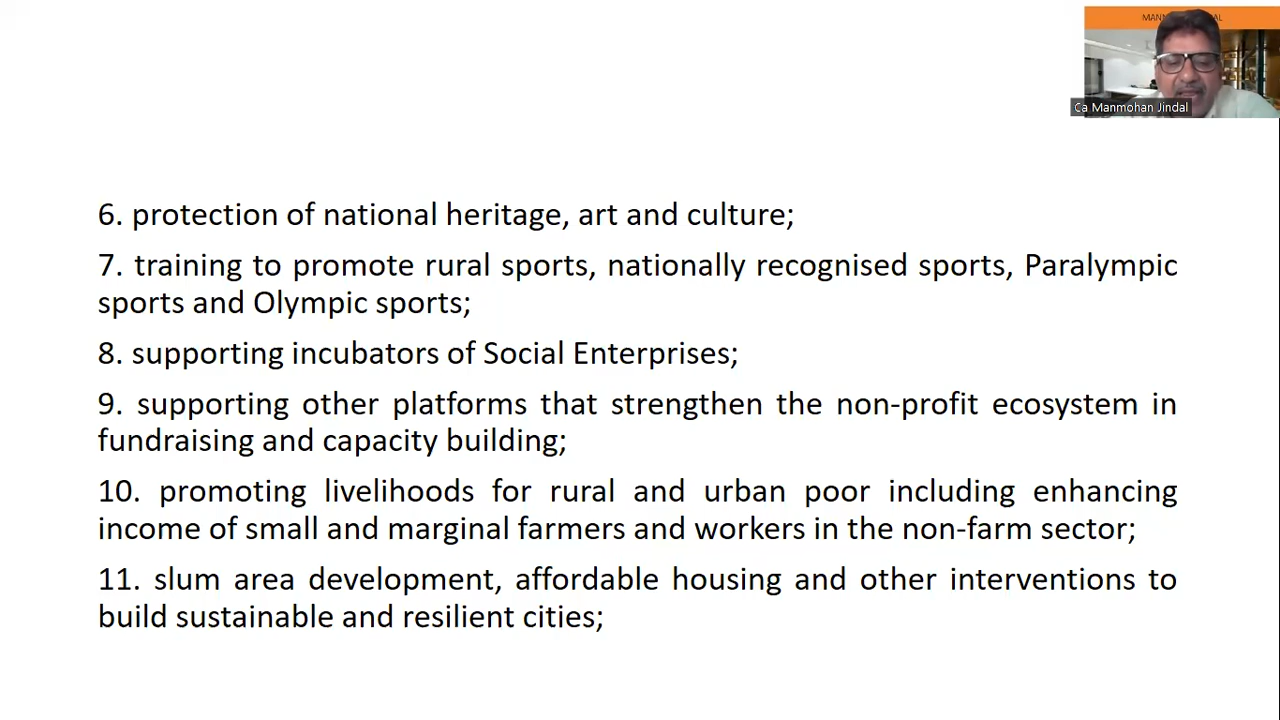 Ca Manmohan Jindal
6. protection of national heritage, art and culture;
7. training to promote rural sports, nationally recognised sports, Paralympic
sports and Olympic sports;
8. supporting incubators of Social Enterprises;
9. supporting other platforms that strengthen the non-profit ecosystem in
fundraising and capacity building;
10. promoting livelihoods for rural and urban poor including enhancing
income of small and marginal farmers and workers in the non-farm sector;
11. slum area development, affordable housing and other interventions to
build sustainable and resilient cities;